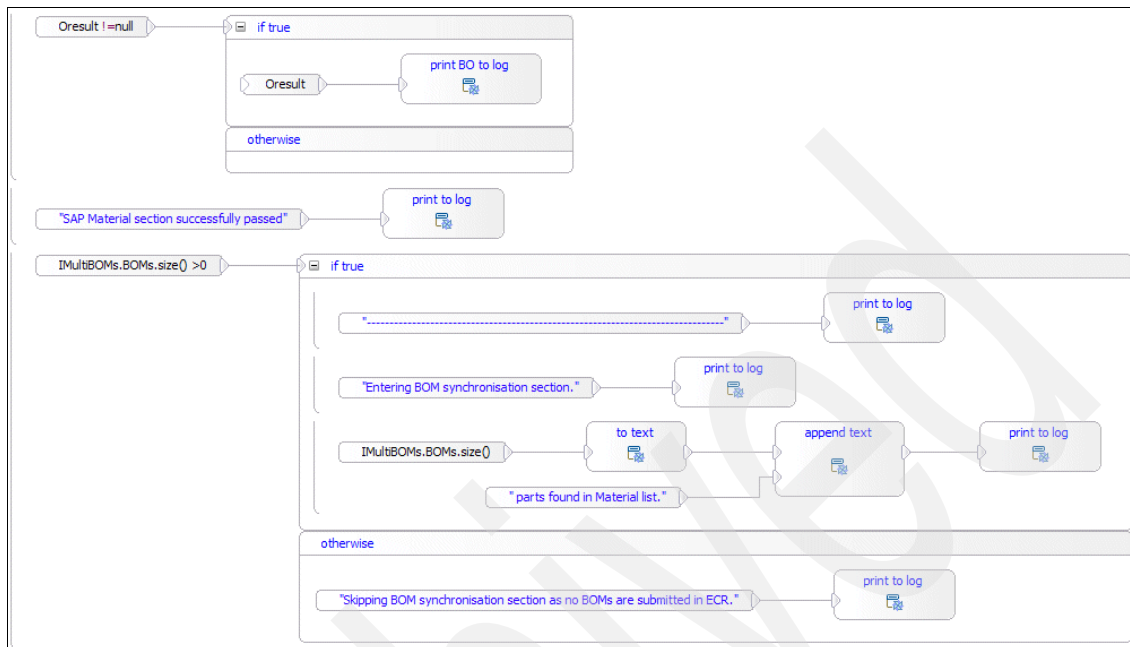 Oresult !=null
if true
print BO to log
Oresult
otherwise
print to log
"SAP Material section successfully passed"
IMultiBOMs.BOMs.size() >0
if true
print to log
"--------------------------------------------------------------------------------"
print to log
"Entering BOM synchronisation section."
to text
append text
print to log
IMultiBOMs.BOMs.size()
" parts found in Material list."
otherwise
print to log
"Skipping BOM synchronisation section as no BOMs are submitted in ECR."